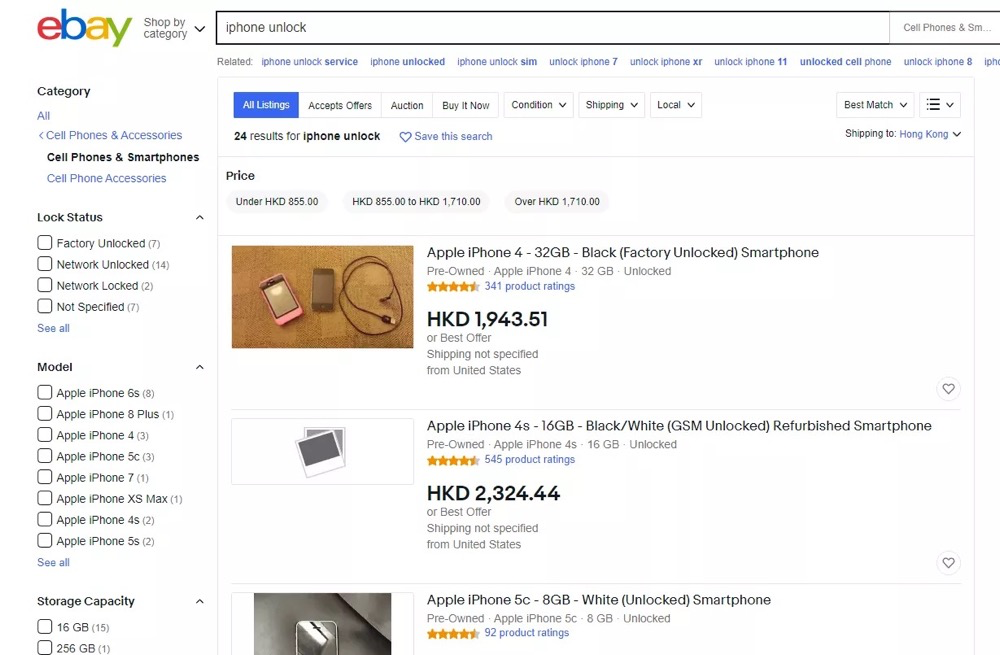 ebay
Shop by category
iphone unlock
Cell Phones & Sm...
Related: iphone unlock service iphone unlocked iphone unlock sim unlock iphone 7 unlock iphone xr unlock iphone 11 unlocked cell phone unlock iphone 8
Category
All
Cell Phones & Accessories
Cell Phones & Smartphones
Cell Phone Accessories
Lock Status
Factory Unlocked (7)
Network Unlocked (14)
Network Locked (2)
Not Specified (7)
See all
Model
Apple iPhone 6s (8)
Apple iPhone 8 Plus (1)
Apple iPhone 4 (3)
Apple iPhone 5c (3)
Apple iPhone 7 (1)
Apple iPhone XS Max (1)
Apple iPhone 4s (2)
Apple iPhone 5s (2)
See all
Storage Capacity
16 GB (15)
256 GB (1)
All Listings Accepts Offers Auction Buy It Now Condition Shipping Local Best Match
24 results for iphone unlock Save this search Shipping to: Hong Kong
Price
Under HKD 855.00 HKD 855.00 to HKD 1,710.00 Over HKD 1,710.00
Apple iPhone 4 - 32GB - Black (Factory Unlocked) Smartphone
Pre-Owned · Apple iPhone 4 · 32 GB · Unlocked
341 product ratings
HKD 1,943.51
or Best Offer
Shipping not specified
from United States
Apple iPhone 4s - 16GB - Black/White (GSM Unlocked) Refurbished Smartphone
Pre-Owned · Apple iPhone 4s · 16 GB · Unlocked
545 product ratings
HKD 2,324.44
or Best Offer
Shipping not specified
from United States
Apple iPhone 5c - 8GB - White (Unlocked) Smartphone
Pre-Owned · Apple iPhone 5c · 8 GB · Unlocked
92 product ratings